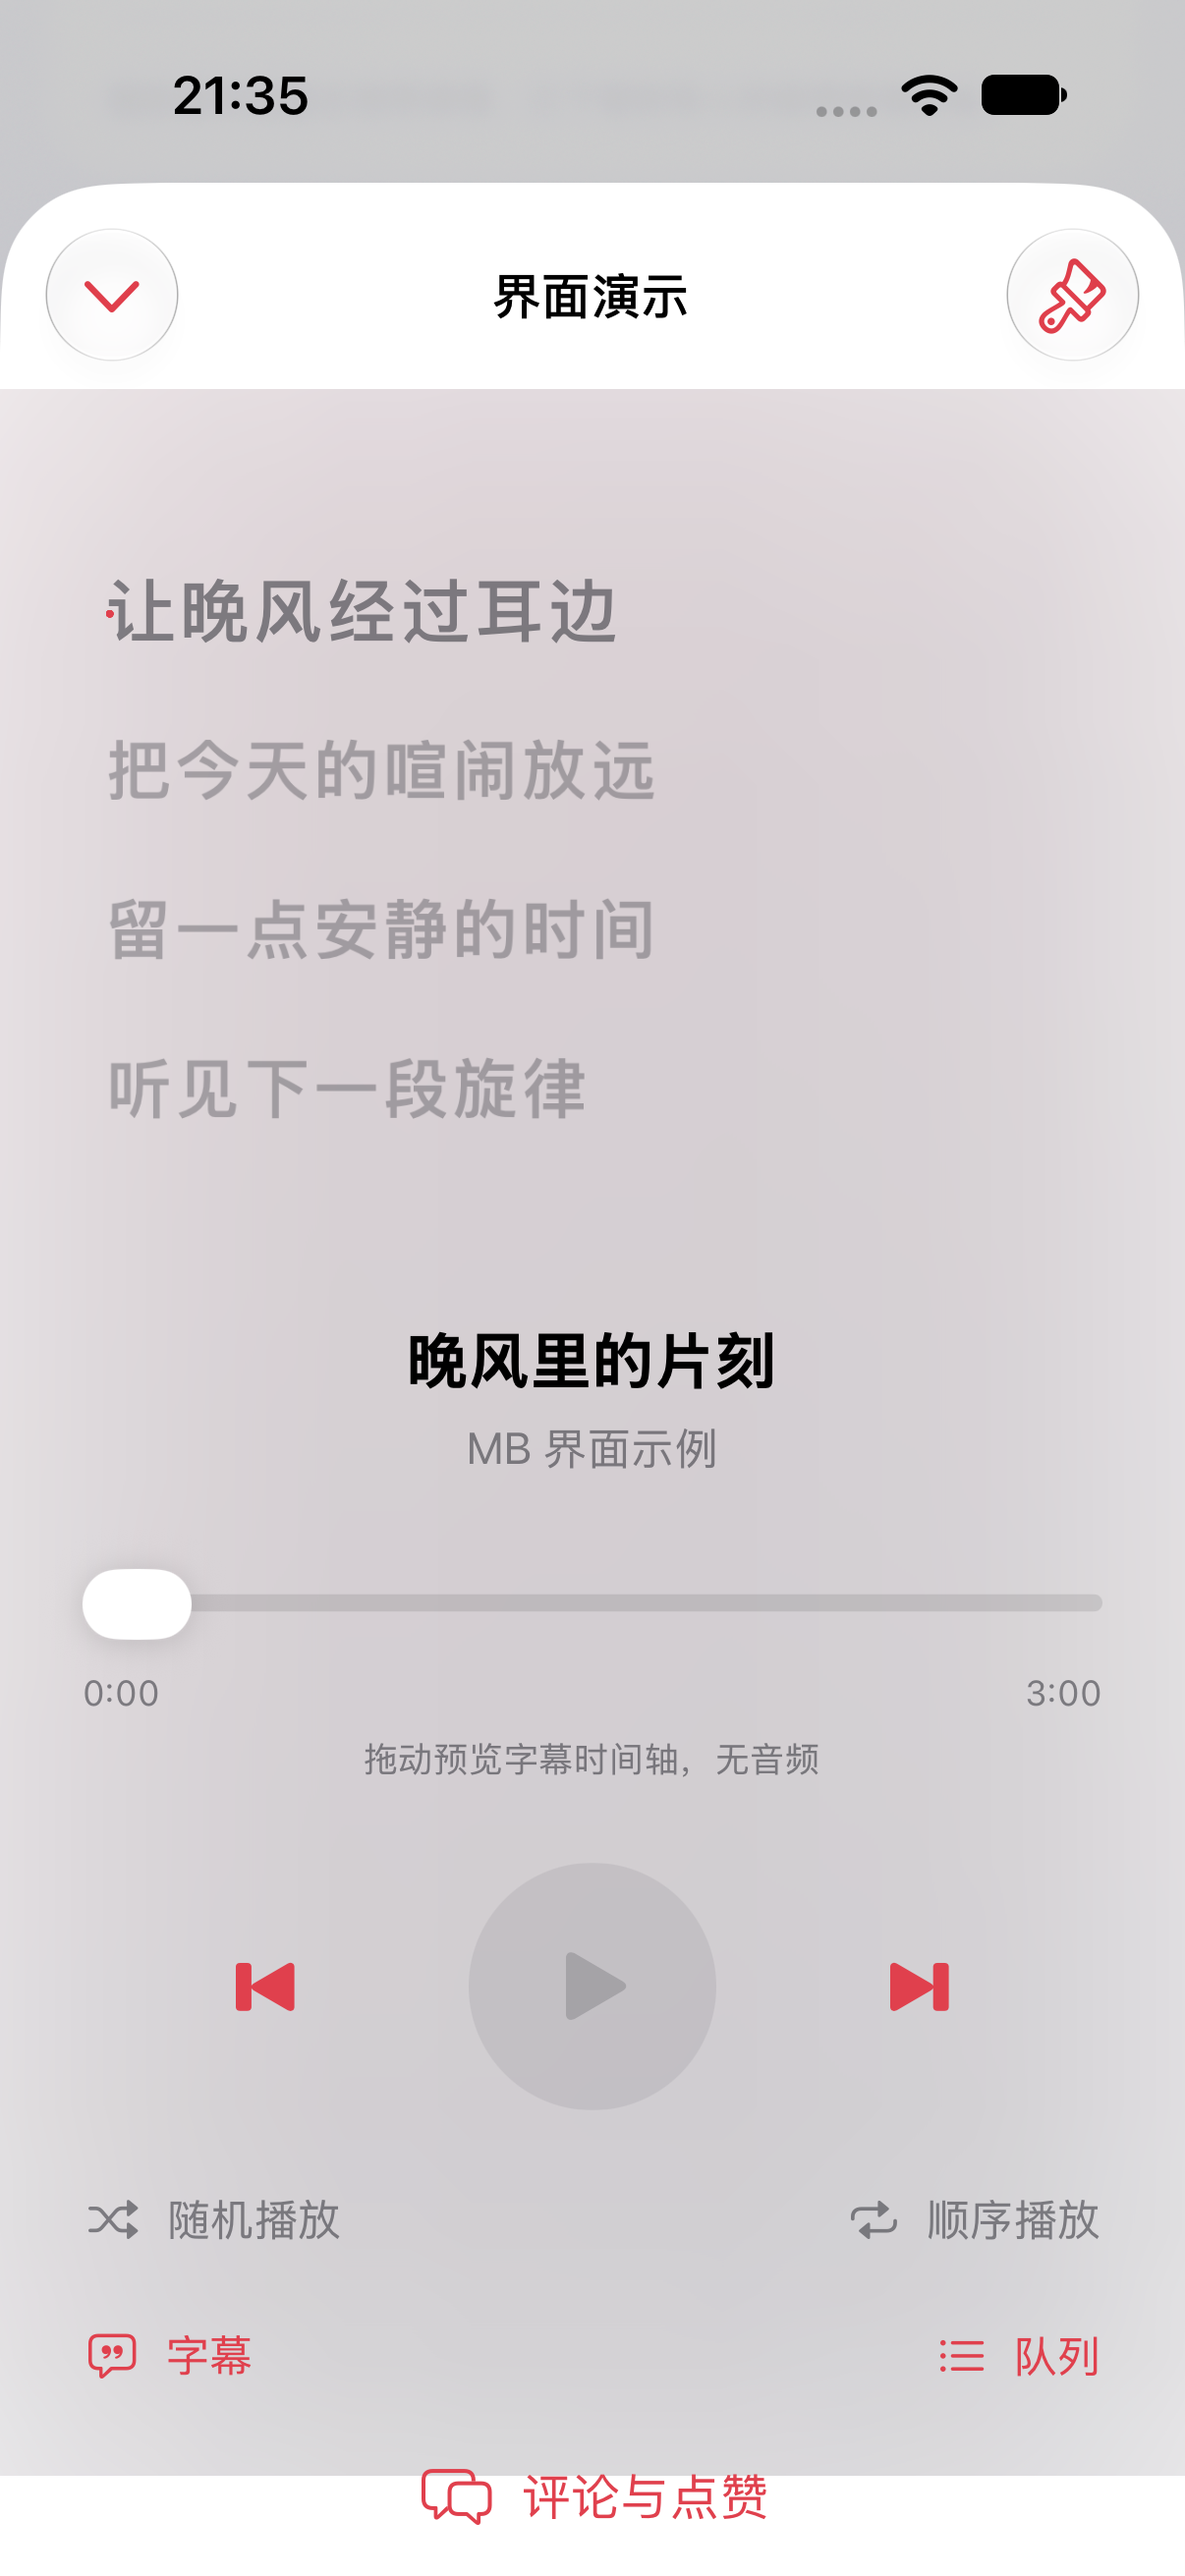 21:35
界面演示
让晚风经过耳边
把今天的喧闹放远
留一点安静的时间
听见下一段旋律
晚风里的片刻
MB 界面示例
0:00
3:00
拖动预览字幕时间轴，无音频
随机播放
顺序播放
字幕
队列
评论与点赞